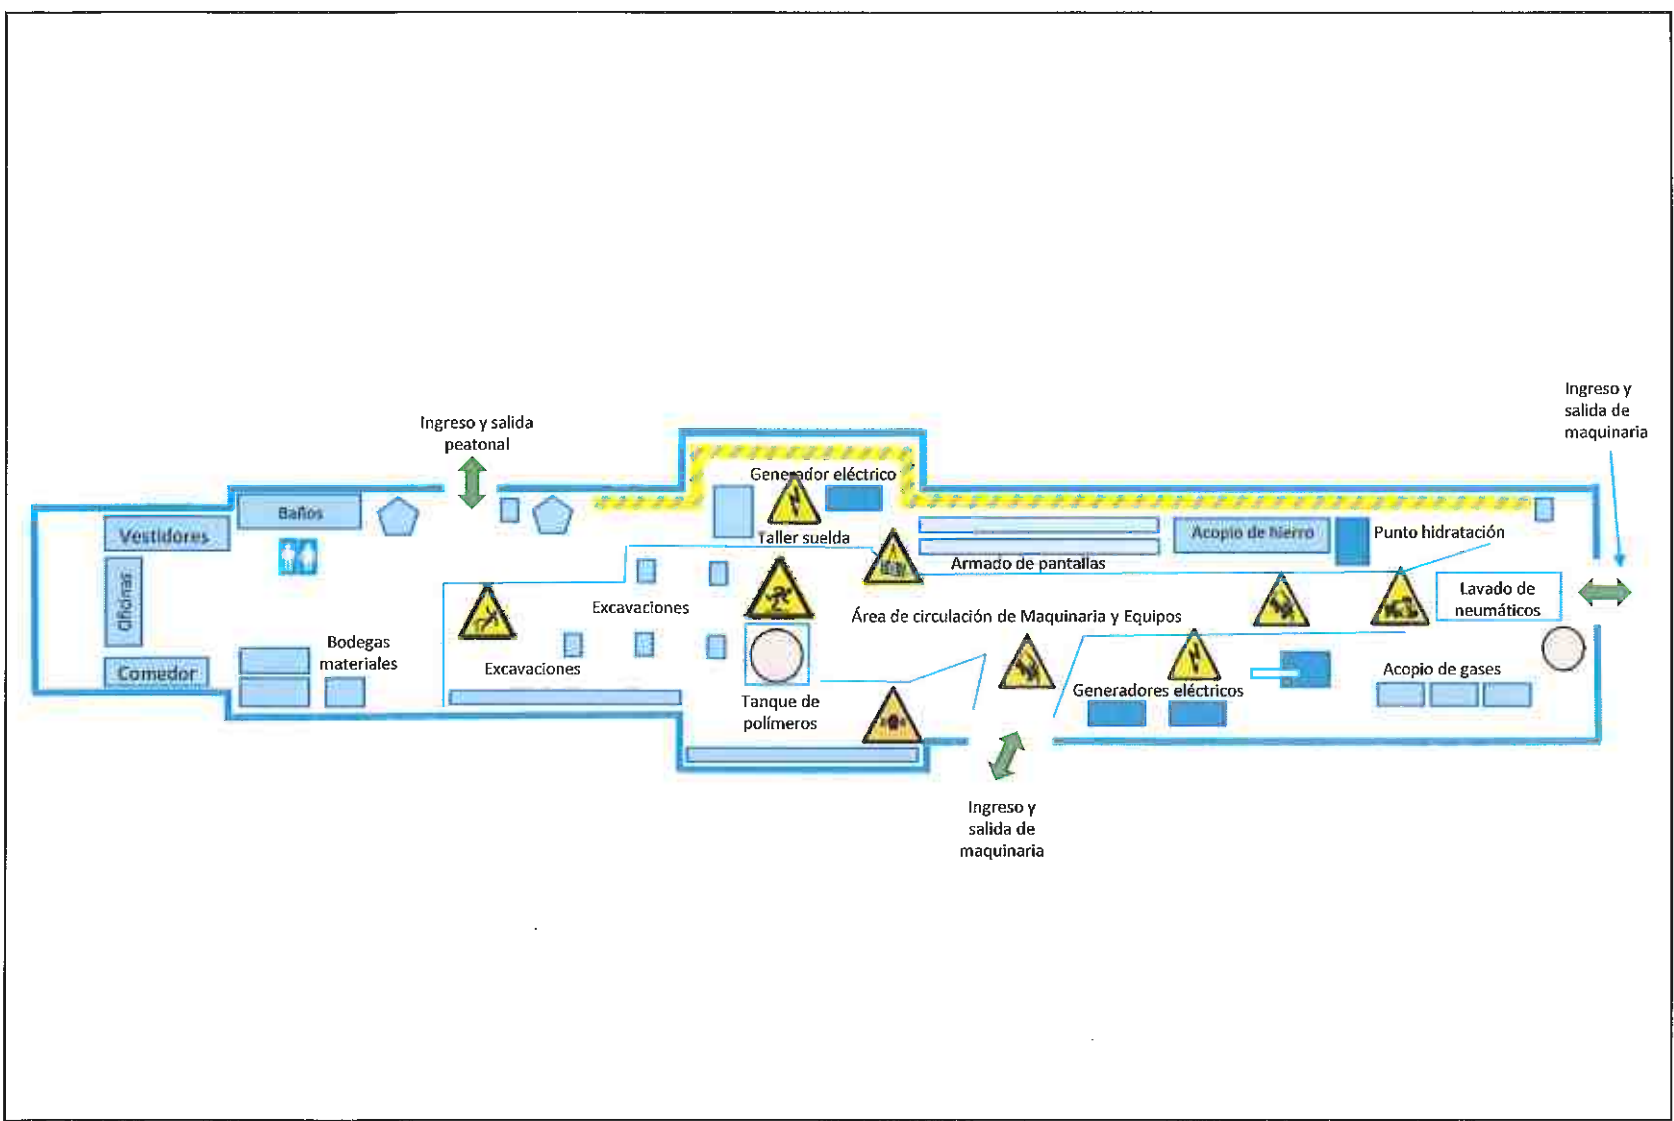 Ingreso y
salida de
maquinaria
Ingreso y salida
peatonal
Generador eléctrico
Baños
Vestidores
Taller suelda
Acopio de hierro
Punto hidratación
Armado de pantallas
Oficinas
Excavaciones
Área de circulación de Maquinaria y Equipos
Lavado de
neumáticos
Bodegas
materiales
Excavaciones
Comedor
Acopio de gases
Generadores eléctricos
Tanque de
polímeros
Ingreso y
salida de
maquinaria